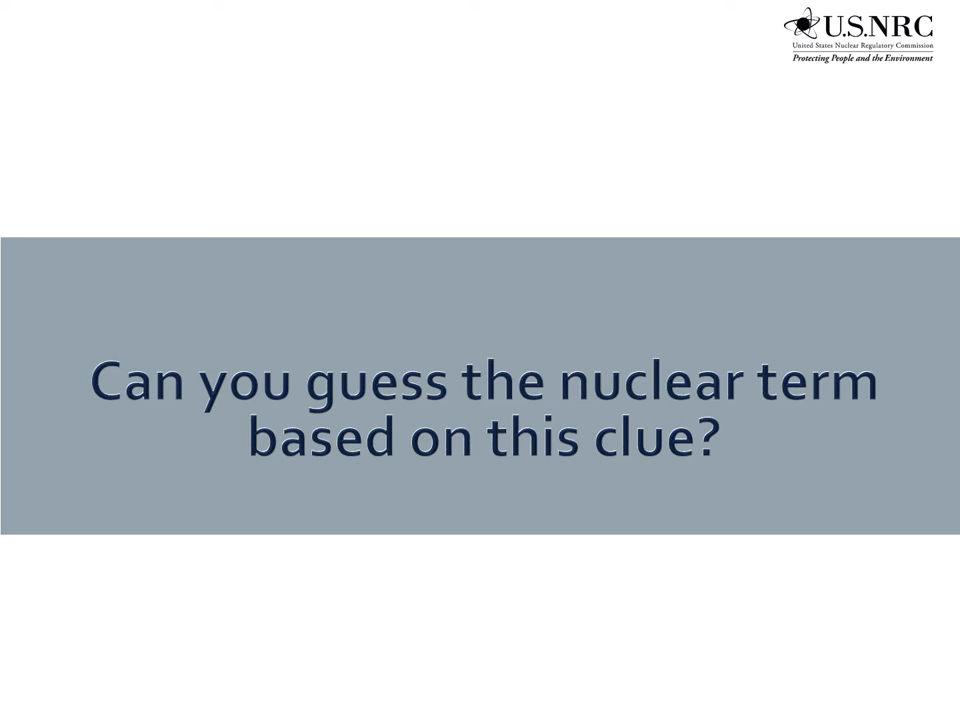 U.S.NRC
United States Nuclear Regulatory Commission
Protecting People and the Environment
Can you guess the nuclear term
based on this clue?